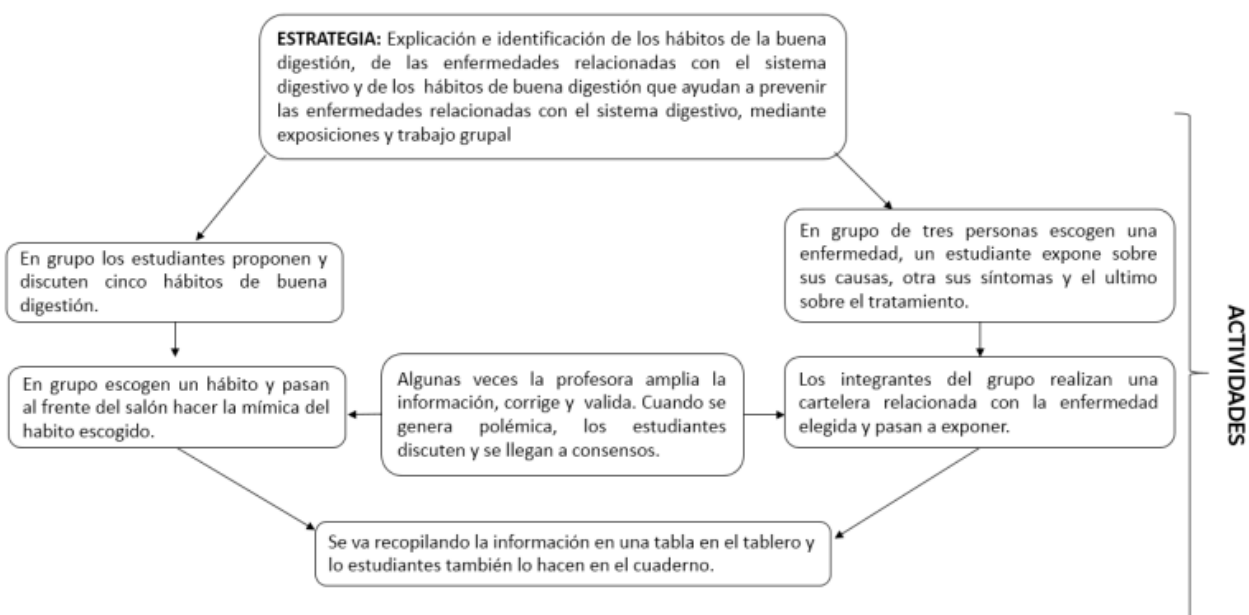 ESTRATEGIA: Explicación e identificación de los hábitos de la buena
digestión, de las enfermedades relacionadas con el sistema
digestivo y de los hábitos de buena digestión que ayudan a prevenir
las enfermedades relacionadas con el sistema digestivo, mediante
exposiciones y trabajo grupal
En grupo los estudiantes proponen y
discuten cinco hábitos de buena
digestión.
En grupo de tres personas escogen una
enfermedad, un estudiante expone sobre
sus causas, otra sus síntomas y el ultimo
sobre el tratamiento.
En grupo escogen un hábito y pasan
al frente del salón hacer la mímica del
habito escogido.
Algunas veces la profesora amplia la
información, corrige y valida. Cuando se
genera polémica, los estudiantes
discuten y se llegan a consensos.
Los integrantes del grupo realizan una
cartelera relacionada con la enfermedad
elegida y pasan a exponer.
Se va recopilando la información en una tabla en el tablero y
lo estudiantes también lo hacen en el cuaderno.
ACTIVIDADES